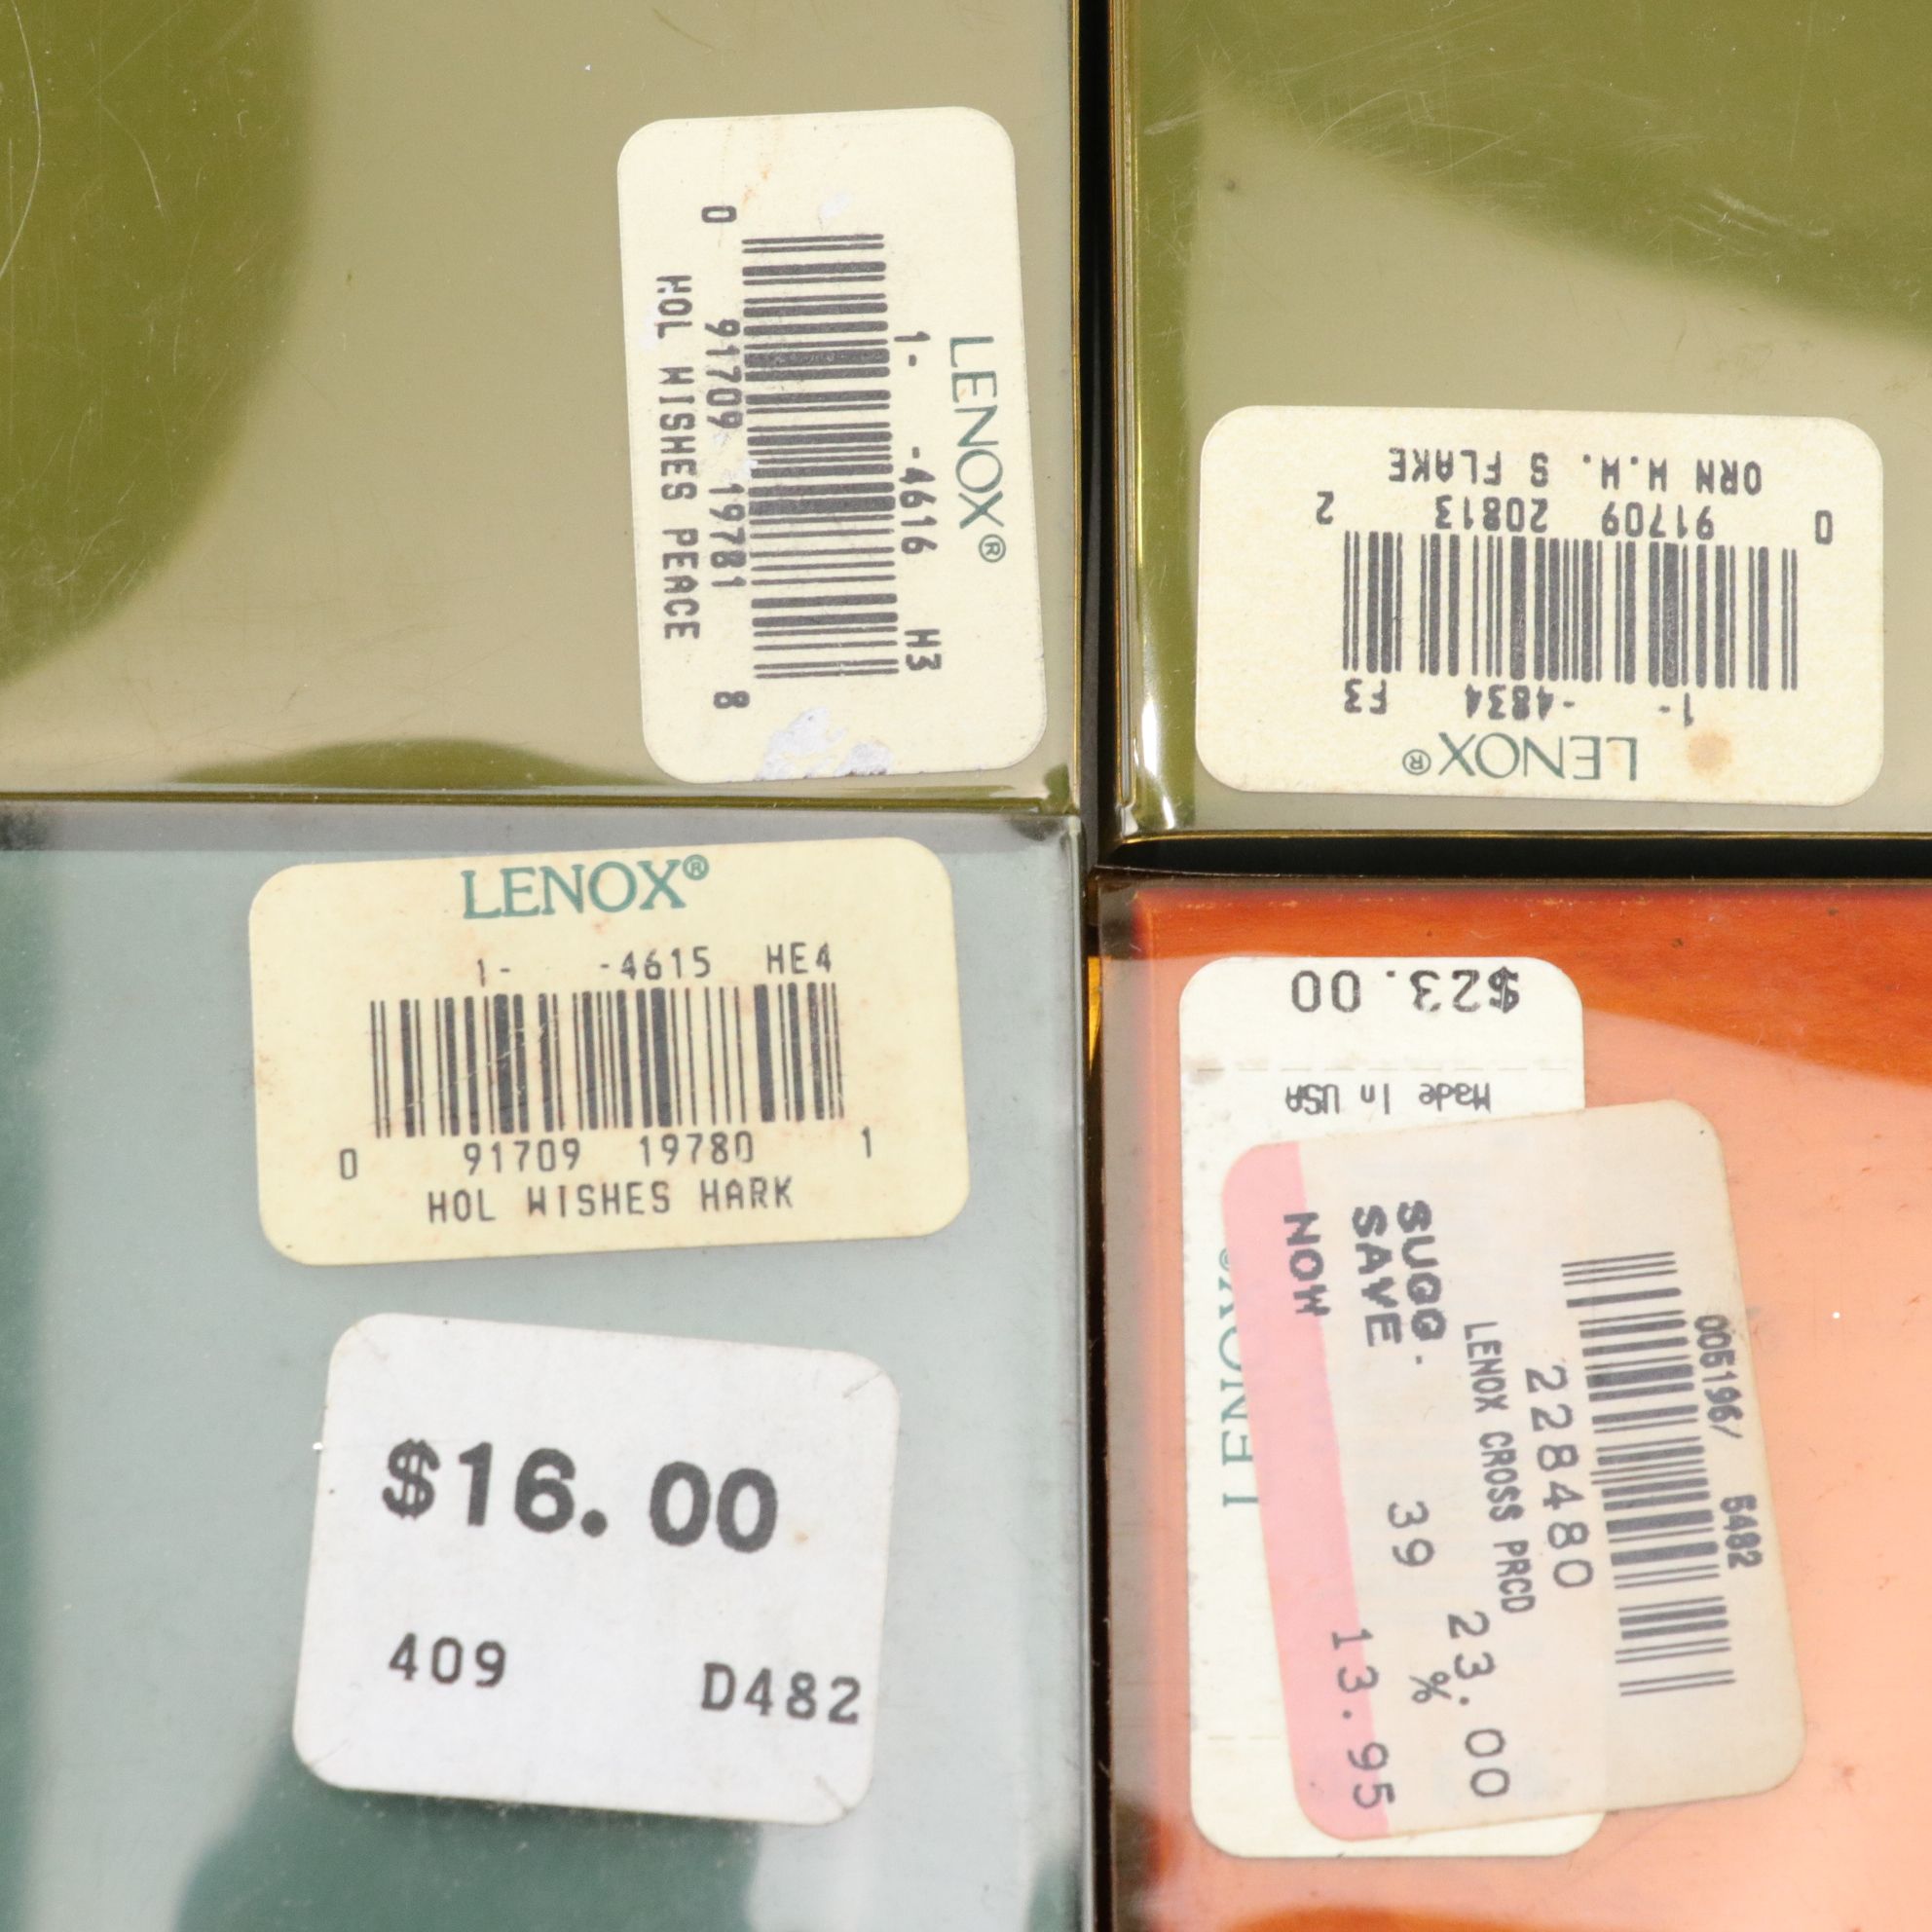 LENOX®
1- -4616 H3
0 91709 19781 8
HOL WISHES PEACE
LENOX®
1- -4834 F3
0 91709 20813 2
ORN W.W. S FLAKE
LENOX®
1- -4615 HE4
0 91709 19780 1
HOL WISHES HARK
$16.00
409 D482
$23.00
Made In USA
LENOX®
005196/ 5482
228480
LENOX CROSS PRCD
SUGG. 23.00
SAVE 39 %
NOW 13.95